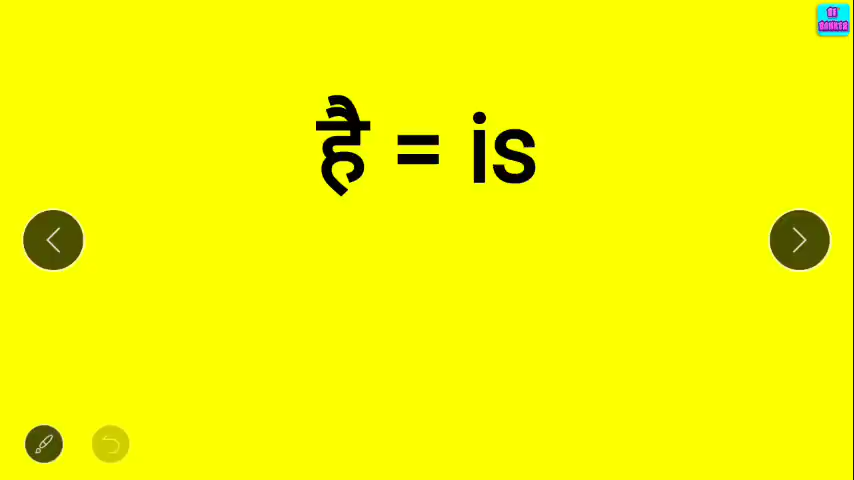 है = is